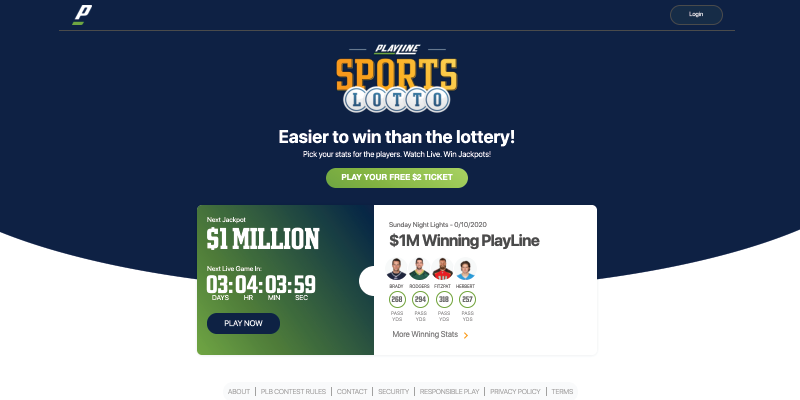 P
Login
PLAYLINE
SPORTS
LOTTO
Easier to win than the lottery!
Pick your stats for the players. Watch Live. Win Jackpots!
PLAY YOUR FREE $2 TICKET
Next Jackpot
$1 MILLION
Next Live Game In:
03:04:03:59
DAYS HR MIN SEC
PLAY NOW
Sunday Night Lights - 0/10/2020
$1M Winning PlayLine
BRADY RODGERS FITZPAT HERBERT
268 294 318 257
PASS YDS PASS YDS PASS YDS PASS YDS
More Winning Stats
ABOUT | PLB CONTEST RULES | CONTACT | SECURITY | RESPONSIBLE PLAY | PRIVACY POLICY | TERMS